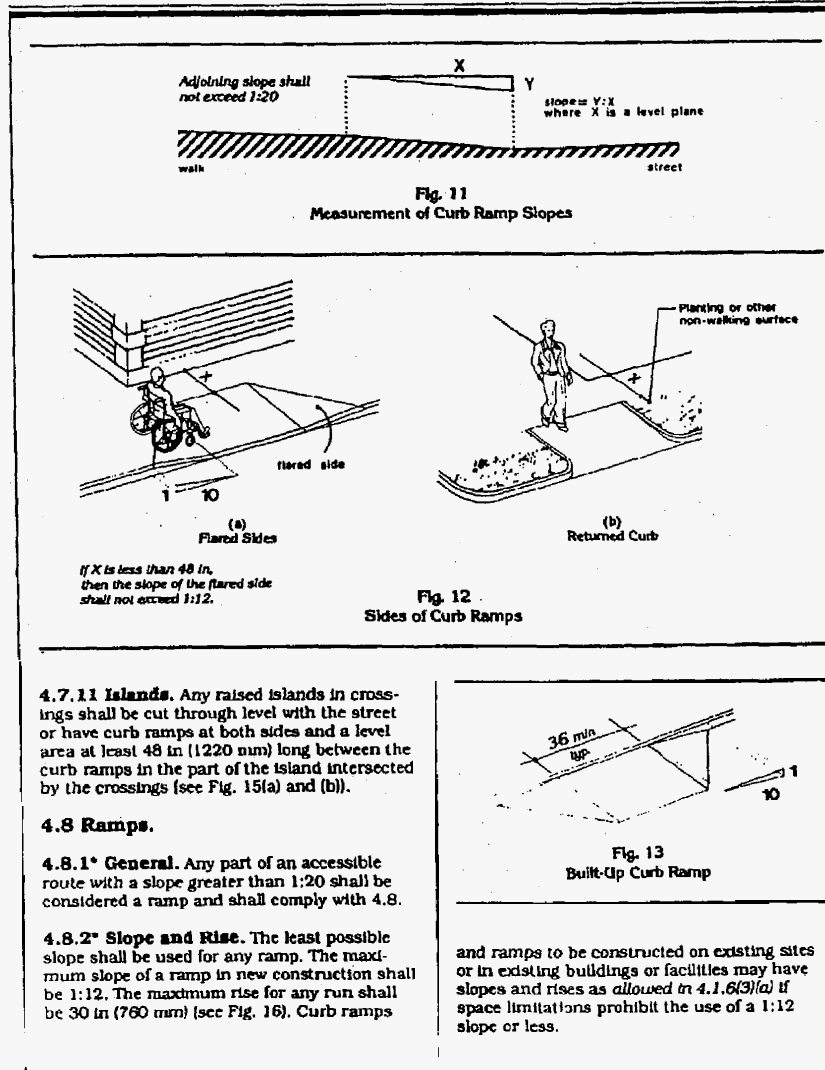 Adjoining slope shall
not exceed 1:20
X
Y
slope= Y:X
where X is a level plane
walk
street
Fig. 11
Measurement of Curb Ramp Slopes
Planting or other
non-walking surface
X
X
flared side
1 10
(a)
Flared Sides
(b)
Returned Curb
If X is less than 48 in,
then the slope of the flared side
shall not exceed 1:12.
Fig. 12
Sides of Curb Ramps
4.7.11 Islands. Any raised islands in cross-
ings shall be cut through level with the street
or have curb ramps at both sides and a level
area at least 48 in (1220 mm) long between the
curb ramps in the part of the island intersected
by the crossings (see Fig. 15(a) and (b)).
4.8 Ramps.
4.8.1* General. Any part of an accessible
route with a slope greater than 1:20 shall be
considered a ramp and shall comply with 4.8.
4.8.2* Slope and Rise. The least possible
slope shall be used for any ramp. The maxi-
mum slope of a ramp in new construction shall
be 1:12. The maximum rise for any run shall
be 30 in (760 mm) (see Fig. 16). Curb ramps
36 min
typ.
1
10
Fig. 13
Built-Up Curb Ramp
and ramps to be constructed on existing sites
or in existing buildings or facilities may have
slopes and rises as allowed in 4.1.6(3)(a) if
space limitations prohibit the use of a 1:12
slope or less.